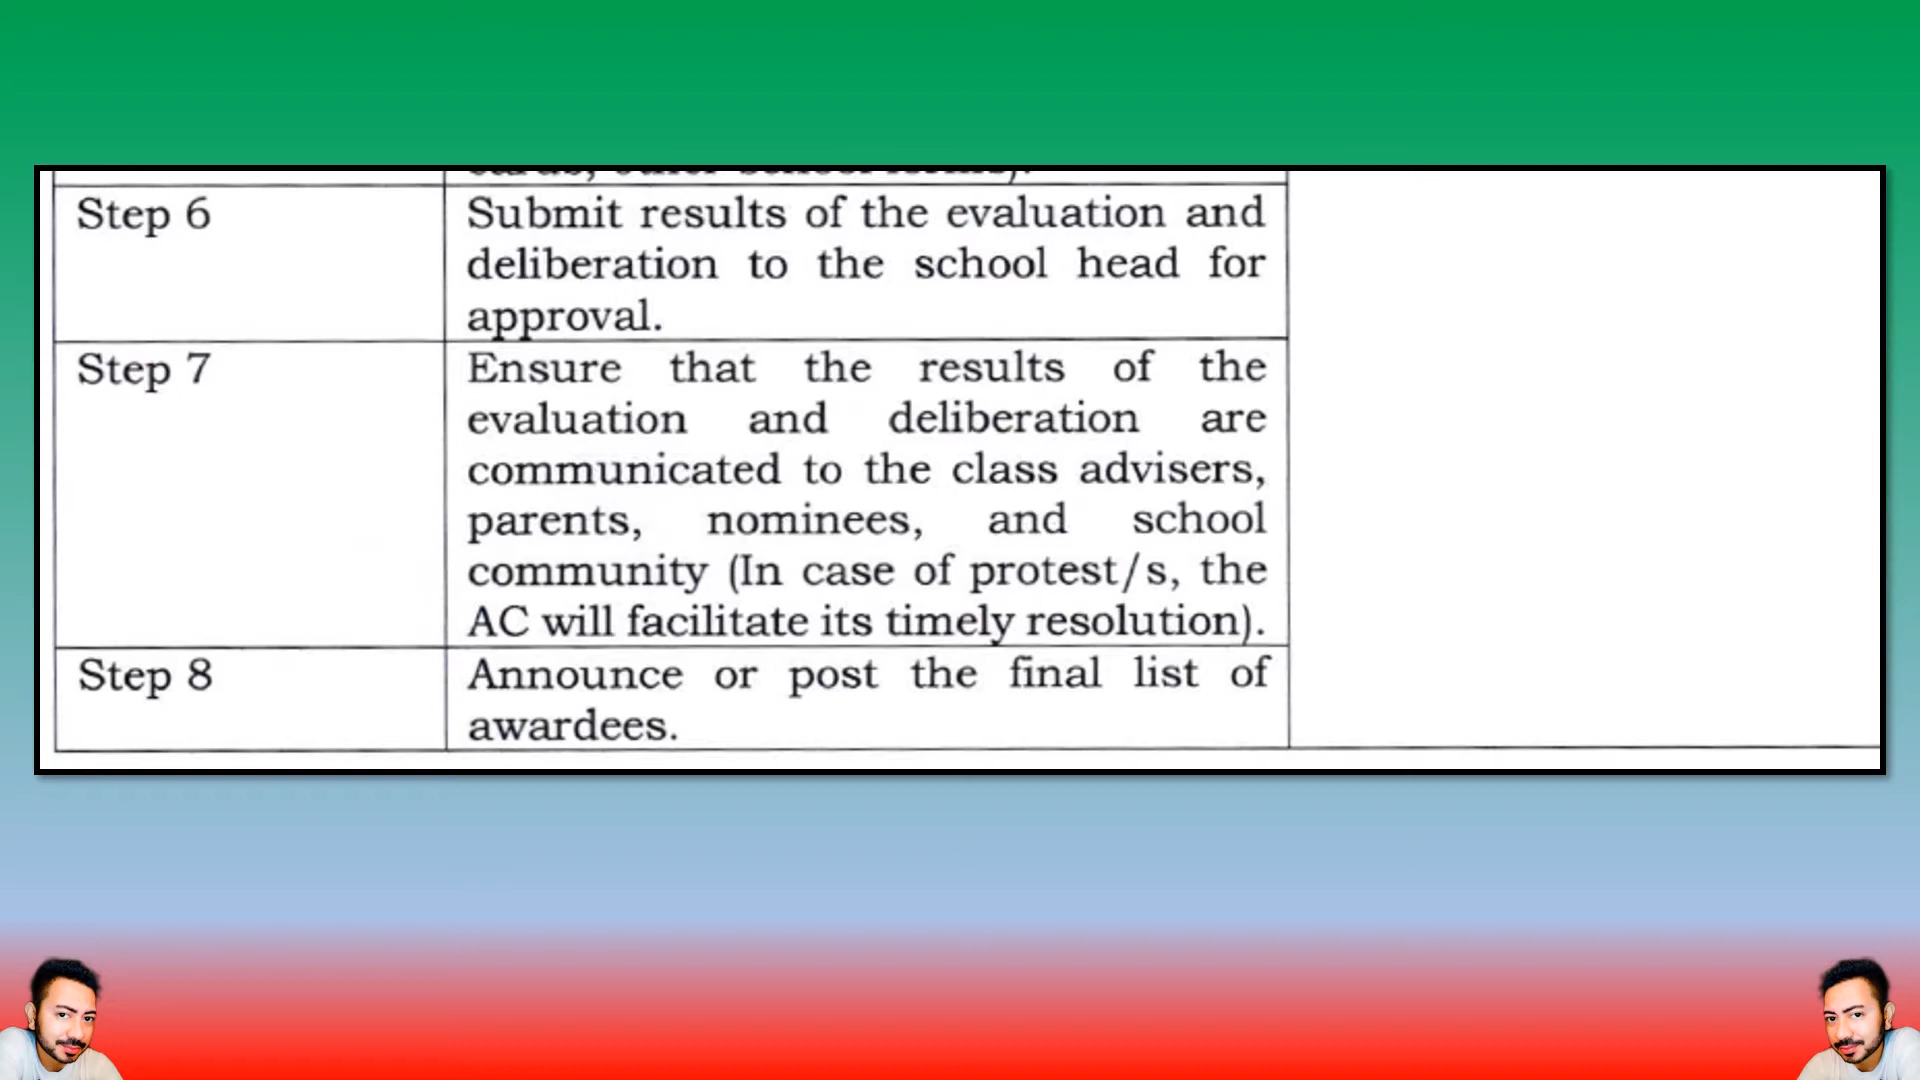 Step 6
Submit results of the evaluation and
deliberation to the school head for
approval.
Step 7
Ensure that the results of the
evaluation and deliberation are
communicated to the class advisers,
parents, nominees, and school
community (In case of protest/s, the
AC will facilitate its timely resolution).
Step 8
Announce or post the final list of
awardees.